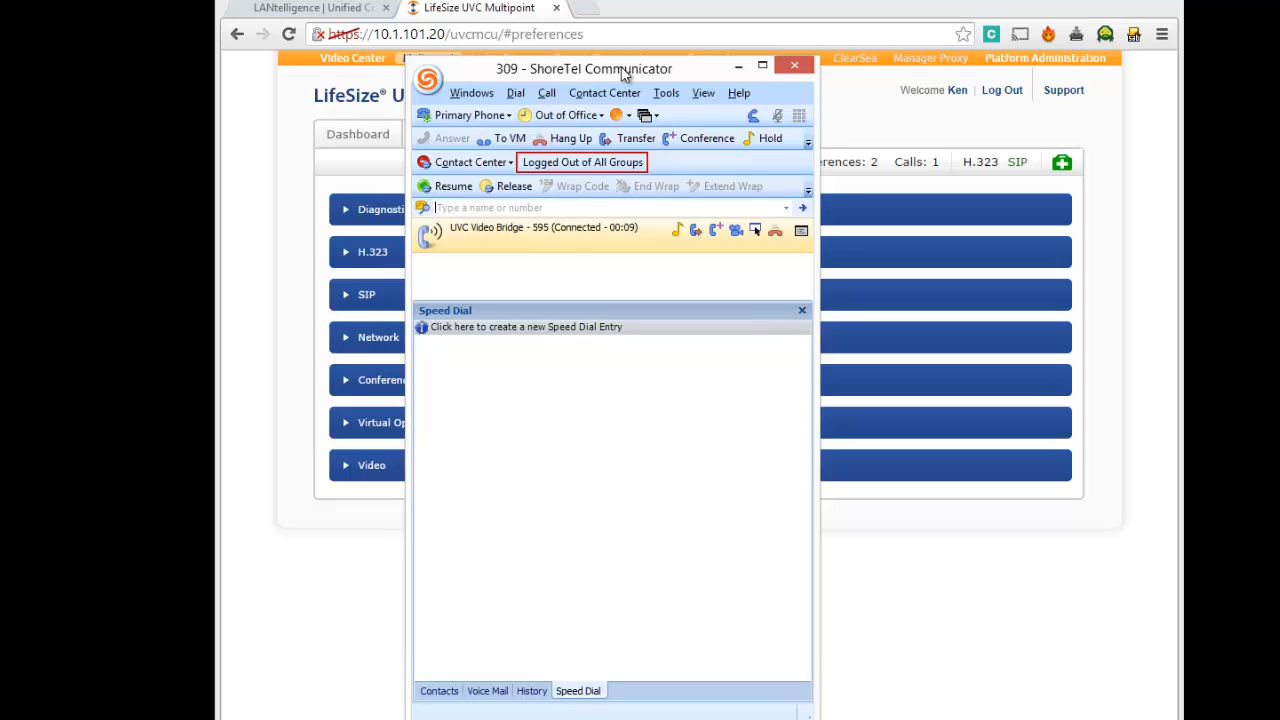 LANtelligence | Unified C
LifeSize UVC Multipoint
https://10.1.101.20/uvcmcu/#preferences
Video Center
ClearSea
Manager Proxy
Platform Administration
LifeSize® U
Welcome Ken
Log Out
Support
Dashboard
erences: 2 Calls: 1 H.323 SIP
Diagnosti
H.323
SIP
Network
Conferenc
Virtual Op
Video
309 - ShoreTel Communicator
Windows Dial Call Contact Center Tools View Help
Primary Phone Out of Office
Answer To VM Hang Up Transfer Conference Hold
Contact Center Logged Out of All Groups
Resume Release Wrap Code End Wrap Extend Wrap
Type a name or number
UVC Video Bridge - 595 (Connected - 00:09)
Speed Dial
Click here to create a new Speed Dial Entry
Contacts Voice Mail History Speed Dial